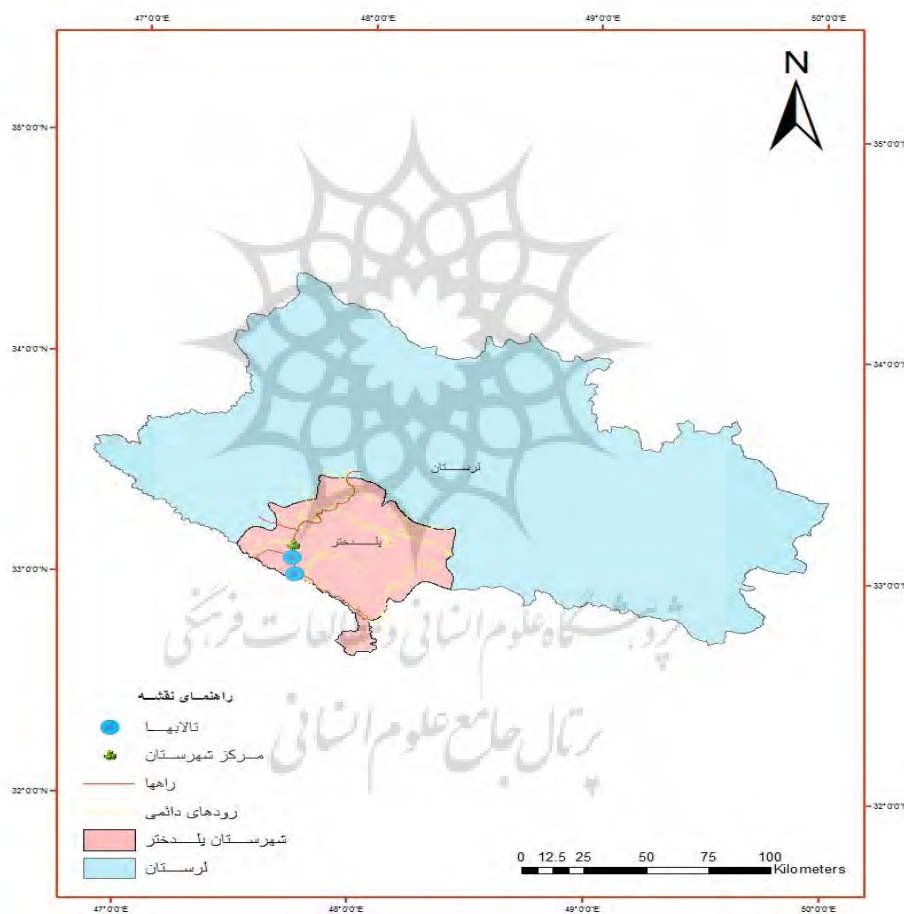 47°0'0"E 48°0'0"E 49°0'0"E 50°0'0"E
N
35°0'0"N 35°0'0"N
34°0'0"N 34°0'0"N
لرستان
پلدختر
33°0'0"N 33°0'0"N
پژوهشگاه علوم انسانی و مطالعات فرهنگی
راهنمای نقشه
تالابها
پرتال جامع علوم انسانی
مرکز شهرستان
راهها
32°0'0"N 32°0'0"N
رودهای دائمی
شهرستان پلدختر
لرستان
0 12.5 25 50 75 100
Kilometers
47°0'0"E 48°0'0"E 49°0'0"E 50°0'0"E